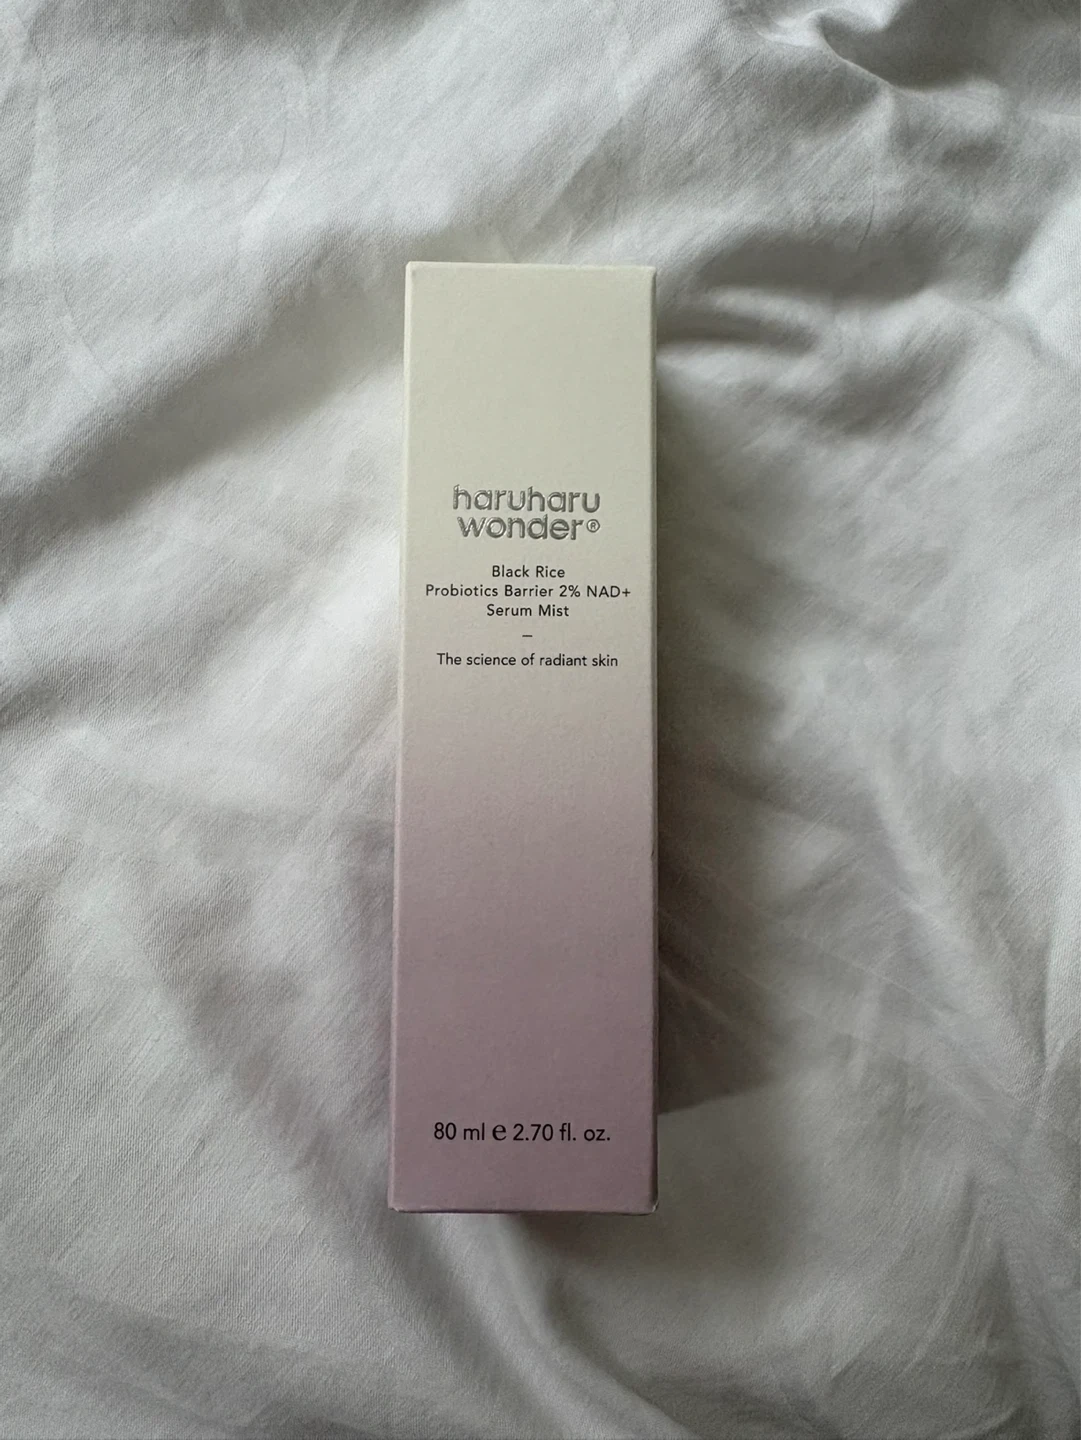 haruharu
wonder®
Black Rice
Probiotics Barrier 2% NAD+
Serum Mist
–
The science of radiant skin
80 ml ℮ 2.70 fl. oz.